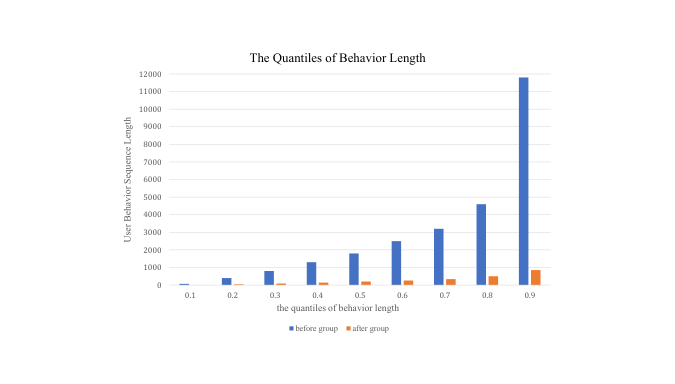 The Quantiles of Behavior Length
User Behavior Sequence Length
12000
11000
10000
9000
8000
7000
6000
5000
4000
3000
2000
1000
0
0.1 0.2 0.3 0.4 0.5 0.6 0.7 0.8 0.9
the quantiles of behavior length
before group after group